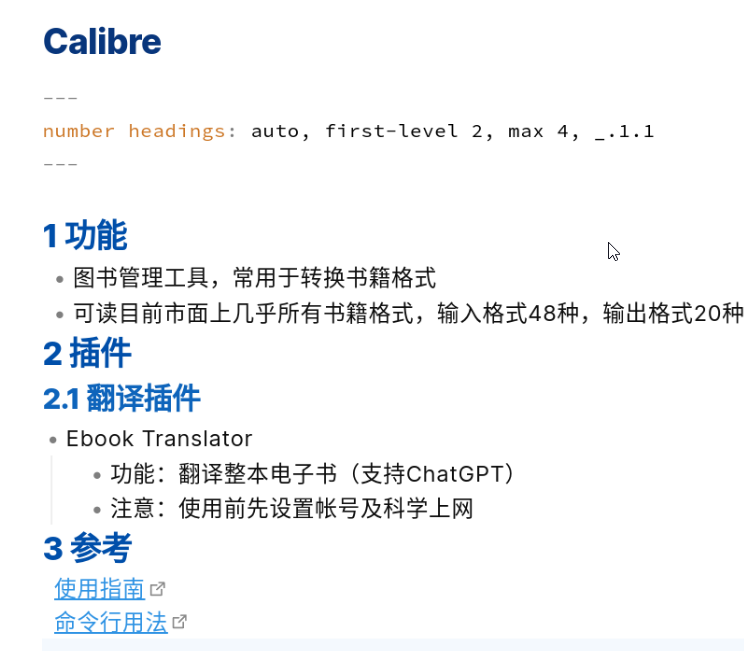 Calibre
---
number headings: auto, first-level 2, max 4, _.1.1
---
1 功能
图书管理工具，常用于转换书籍格式
可读目前市面上几乎所有书籍格式，输入格式48种，输出格式20种
2 插件
2.1 翻译插件
Ebook Translator
功能：翻译整本电子书（支持ChatGPT）
注意：使用前先设置帐号及科学上网
3 参考
使用指南
命令行用法